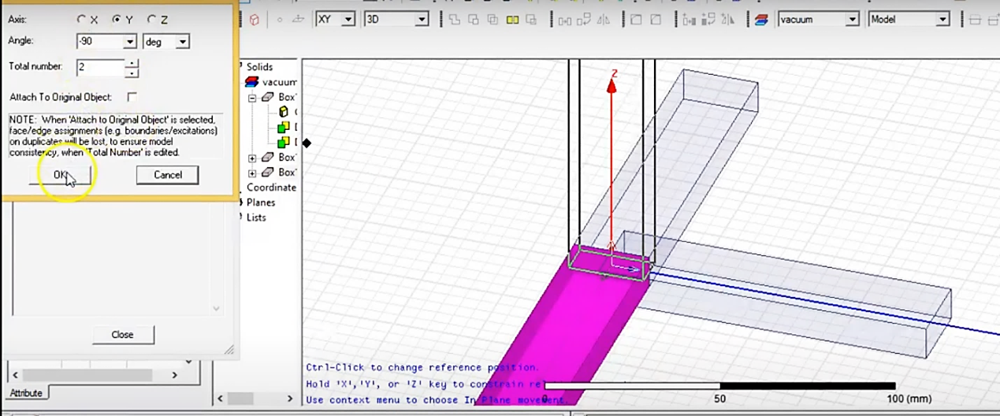 Axis: X Y Z
Angle: -90 deg
Total number: 2
Attach To Original Object:
NOTE: When 'Attach to Original Object' is selected,
face/edge assignments (e.g. boundaries/excitations)
on duplicates will be lost, to ensure model
consistency, when 'Total Number' is edited.
OK Cancel
Close
Attribute
XY 3D vacuum Model
Solids
vacuum
Box
Box
Box
Coordinate
Planes
Lists
Z
Ctrl-Click to change reference position.
Hold 'X','Y', or 'Z' key to constrain re
Use context menu to choose In Plane movement.
0 50 100 (mm)